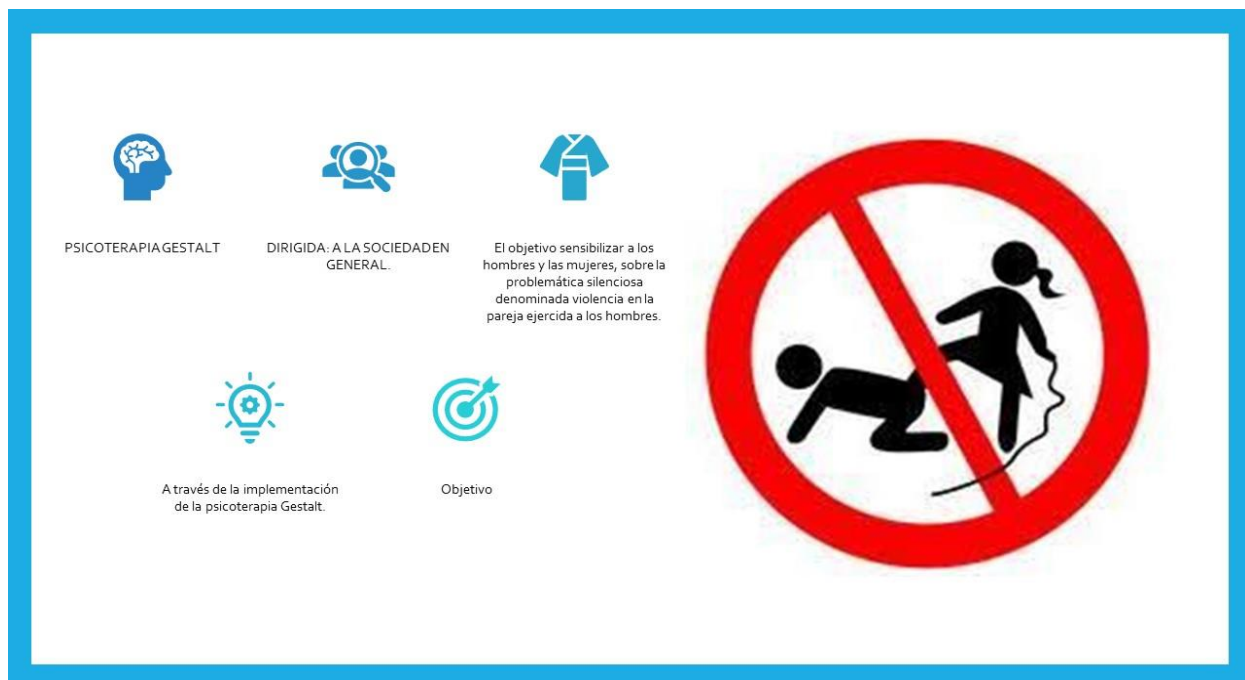 PSICOTERAPIA GESTALT
DIRIGIDA: A LA SOCIEDAD EN
GENERAL.
El objetivo sensibilizar a los
hombres y las mujeres, sobre la
problemática silenciosa
denominada violencia en la
pareja ejercida a los hombres.
A través de la implementación
de la psicoterapia Gestalt.
Objetivo